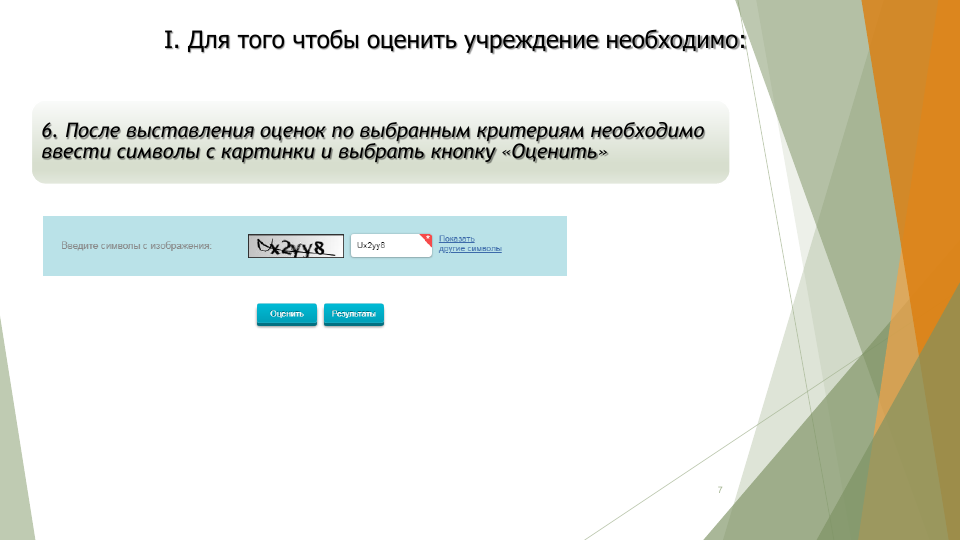 I. Для того чтобы оценить учреждение необходимо:
6. После выставления оценок по выбранным критериям необходимо
ввести символы с картинки и выбрать кнопку «Оценить»
Введите символы с изображения:
Ux2yy8
Ux2yy8
Показать
другие символы
Оценить
Результаты
7